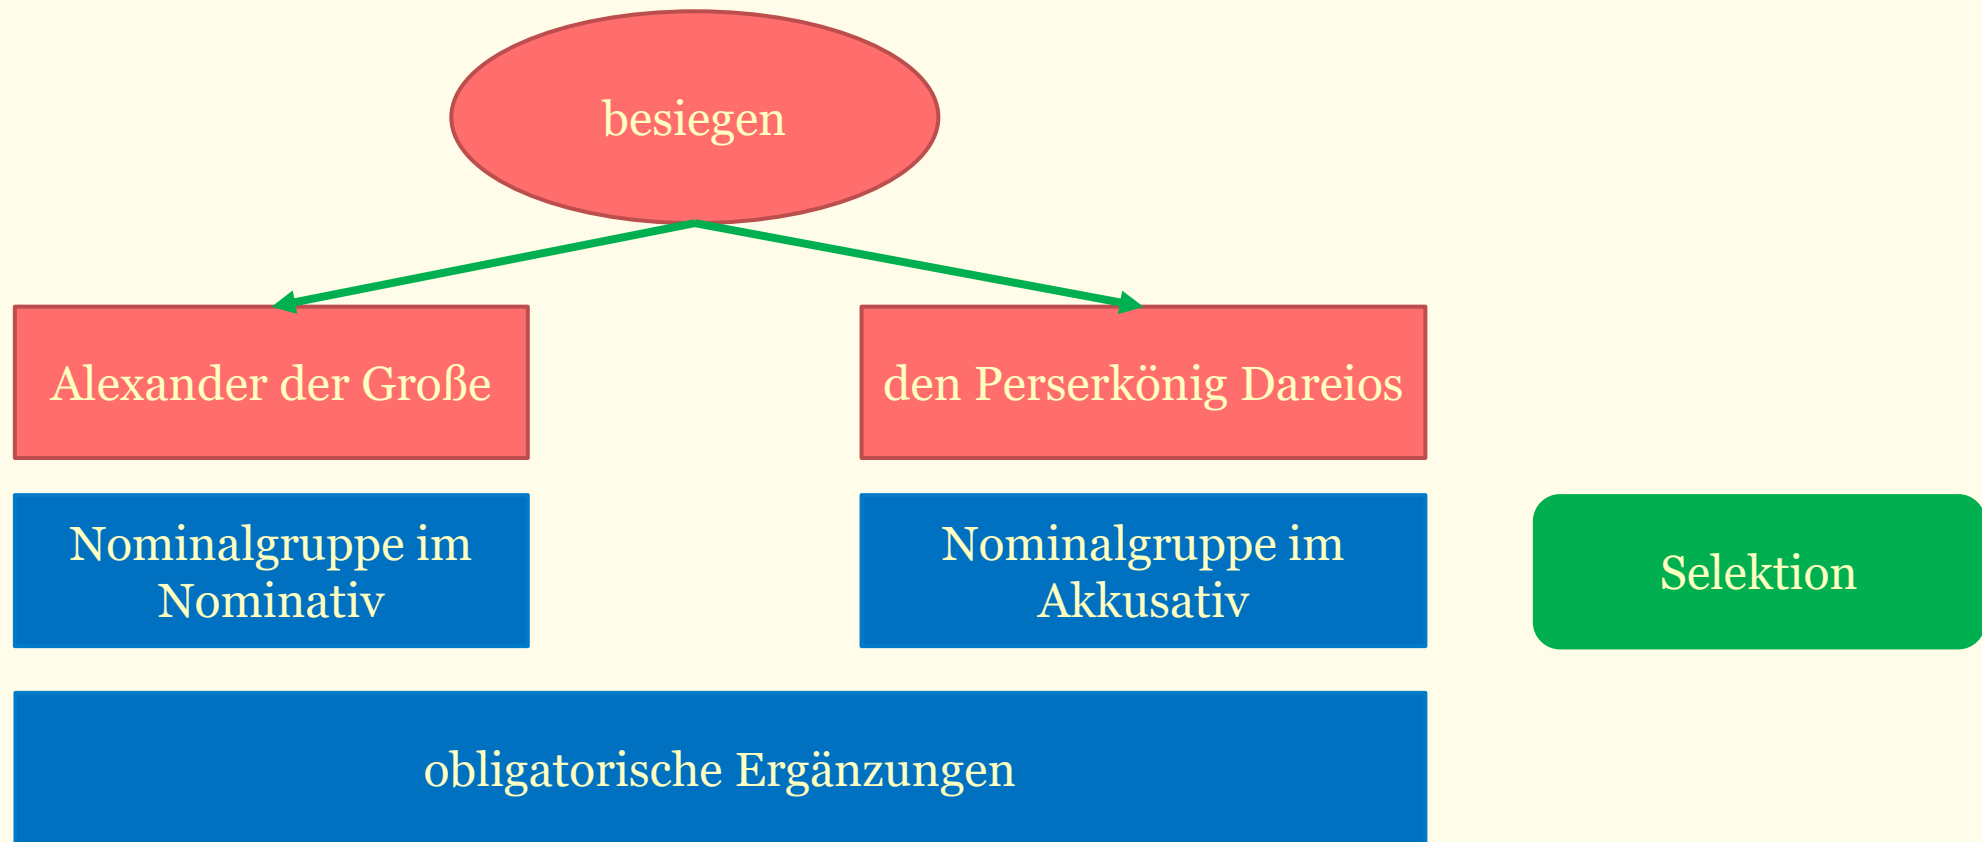 besiegen
Alexander der Große
den Perserkönig Dareios
Nominalgruppe im
Nominativ
Nominalgruppe im
Akkusativ
Selektion
obligatorische Ergänzungen